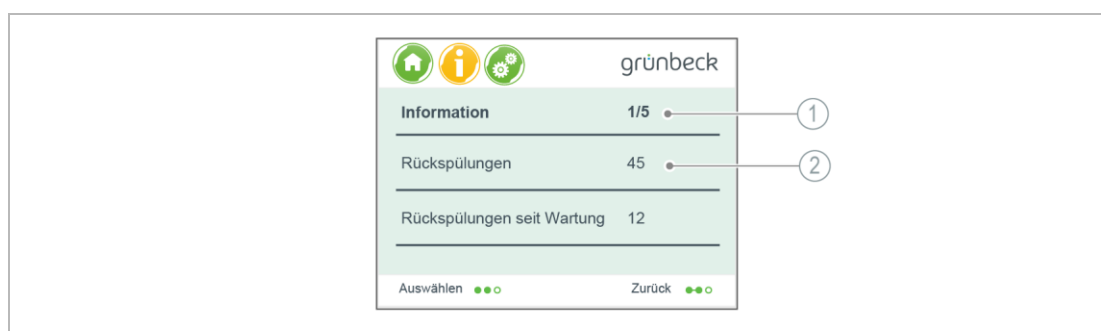 grünbeck
Information 1/5
1
Rückspülungen 45
2
Rückspülungen seit Wartung 12
Auswählen Zurück